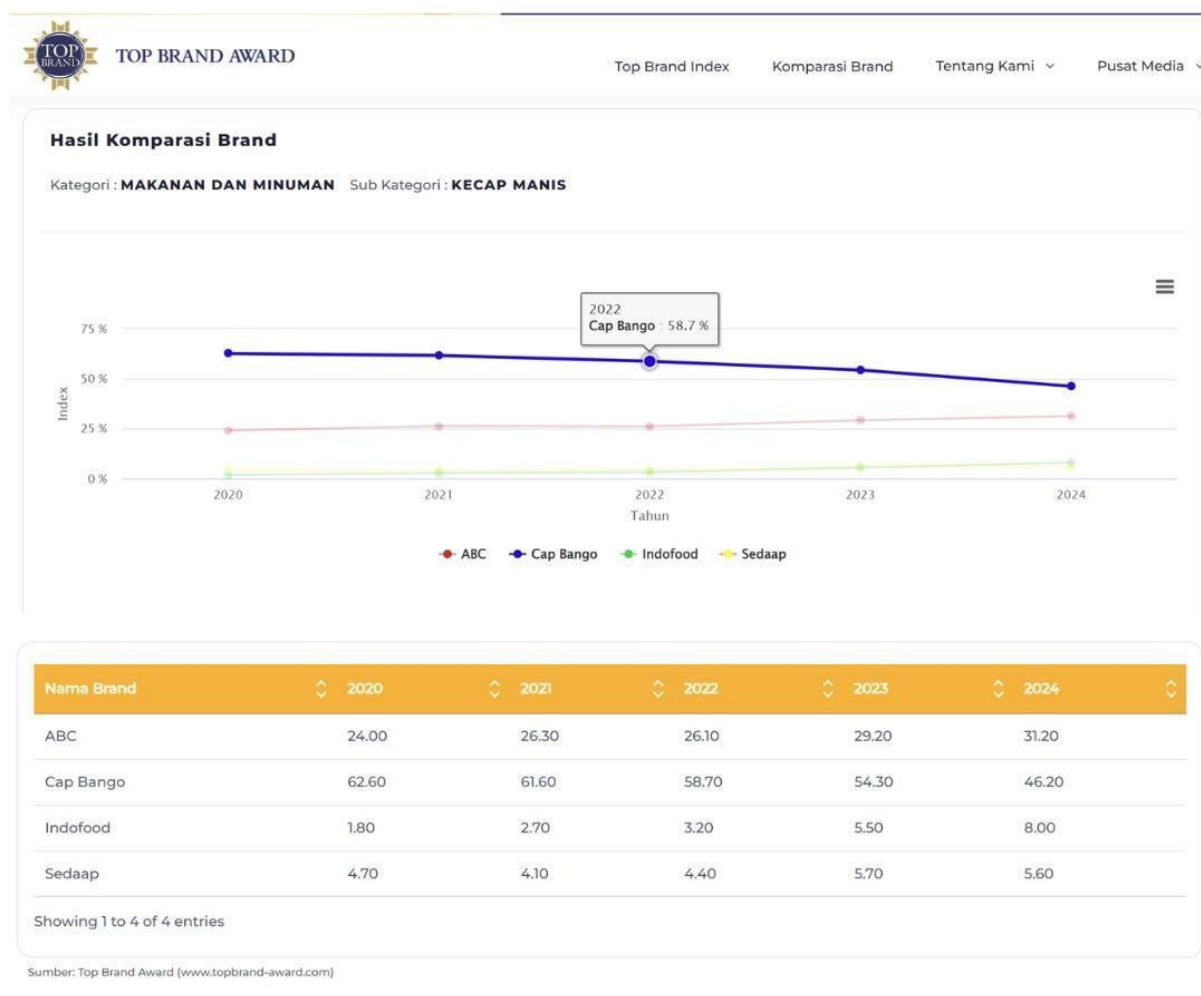 TOP
BRAND
TOP BRAND AWARD
Top Brand Index Komparasi Brand Tentang Kami Pusat Media
Hasil Komparasi Brand
Kategori : MAKANAN DAN MINUMAN Sub Kategori : KECAP MANIS
2022
Cap Bango : 58.7 %
75 %
50 %
25 %
0 %
Index
2020 2021 2022 2023 2024
Tahun
ABC Cap Bango Indofood Sedaap
Nama Brand 2020 2021 2022 2023 2024
ABC 24.00 26.30 26.10 29.20 31.20
Cap Bango 62.60 61.60 58.70 54.30 46.20
Indofood 1.80 2.70 3.20 5.50 8.00
Sedaap 4.70 4.10 4.40 5.70 5.60
Showing 1 to 4 of 4 entries
Sumber: Top Brand Award (www.topbrand-award.com)